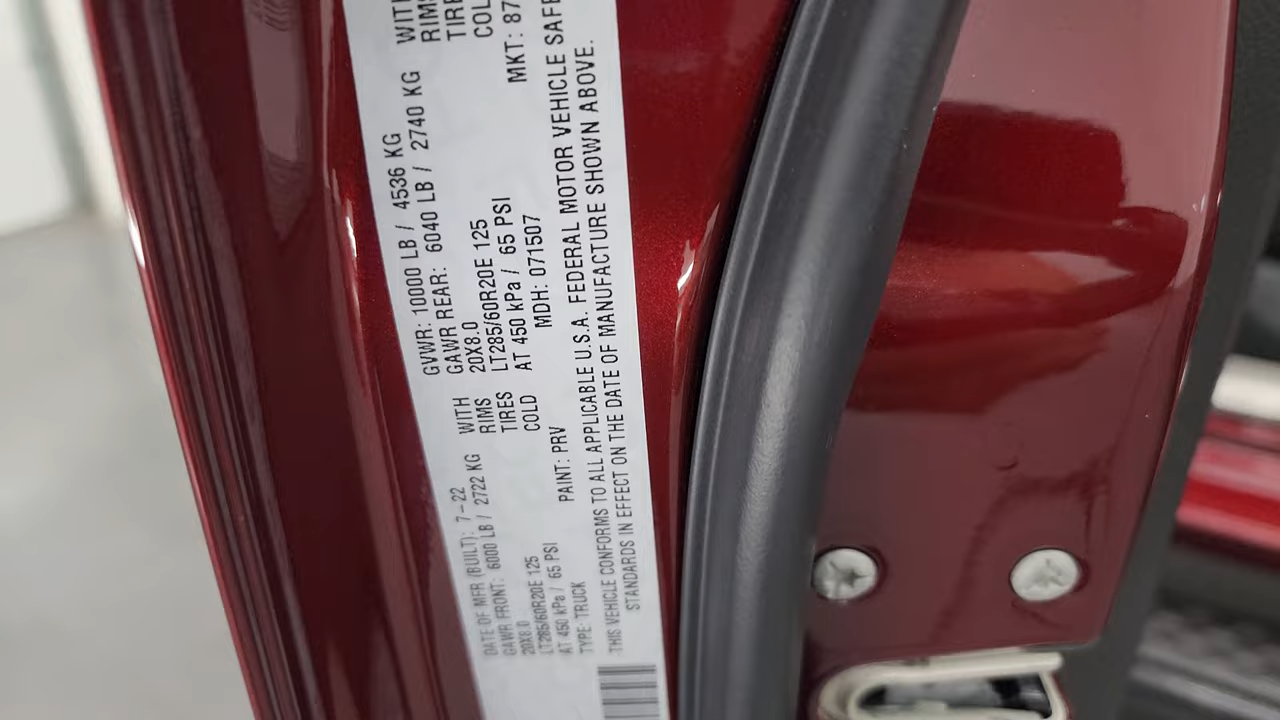 DATE OF MFR (BUILT): 7-22 GVWR: 10000 LB / 4536 KG
GAWR FRONT: 6000 LB / 2722 KG WITH GAWR REAR: 6040 LB / 2740 KG WITH
20X8.0 RIMS 20X8.0 RIMS
LT285/60R20E 125 TIRES LT285/60R20E 125 TIRE
AT 450 kPa / 65 PSI COLD AT 450 kPa / 65 PSI COL
TYPE: TRUCK PAINT: PRV MDH: 071507 MKT: 87
THIS VEHICLE CONFORMS TO ALL APPLICABLE U.S.A. FEDERAL MOTOR VEHICLE SAFE
STANDARDS IN EFFECT ON THE DATE OF MANUFACTURE SHOWN ABOVE.